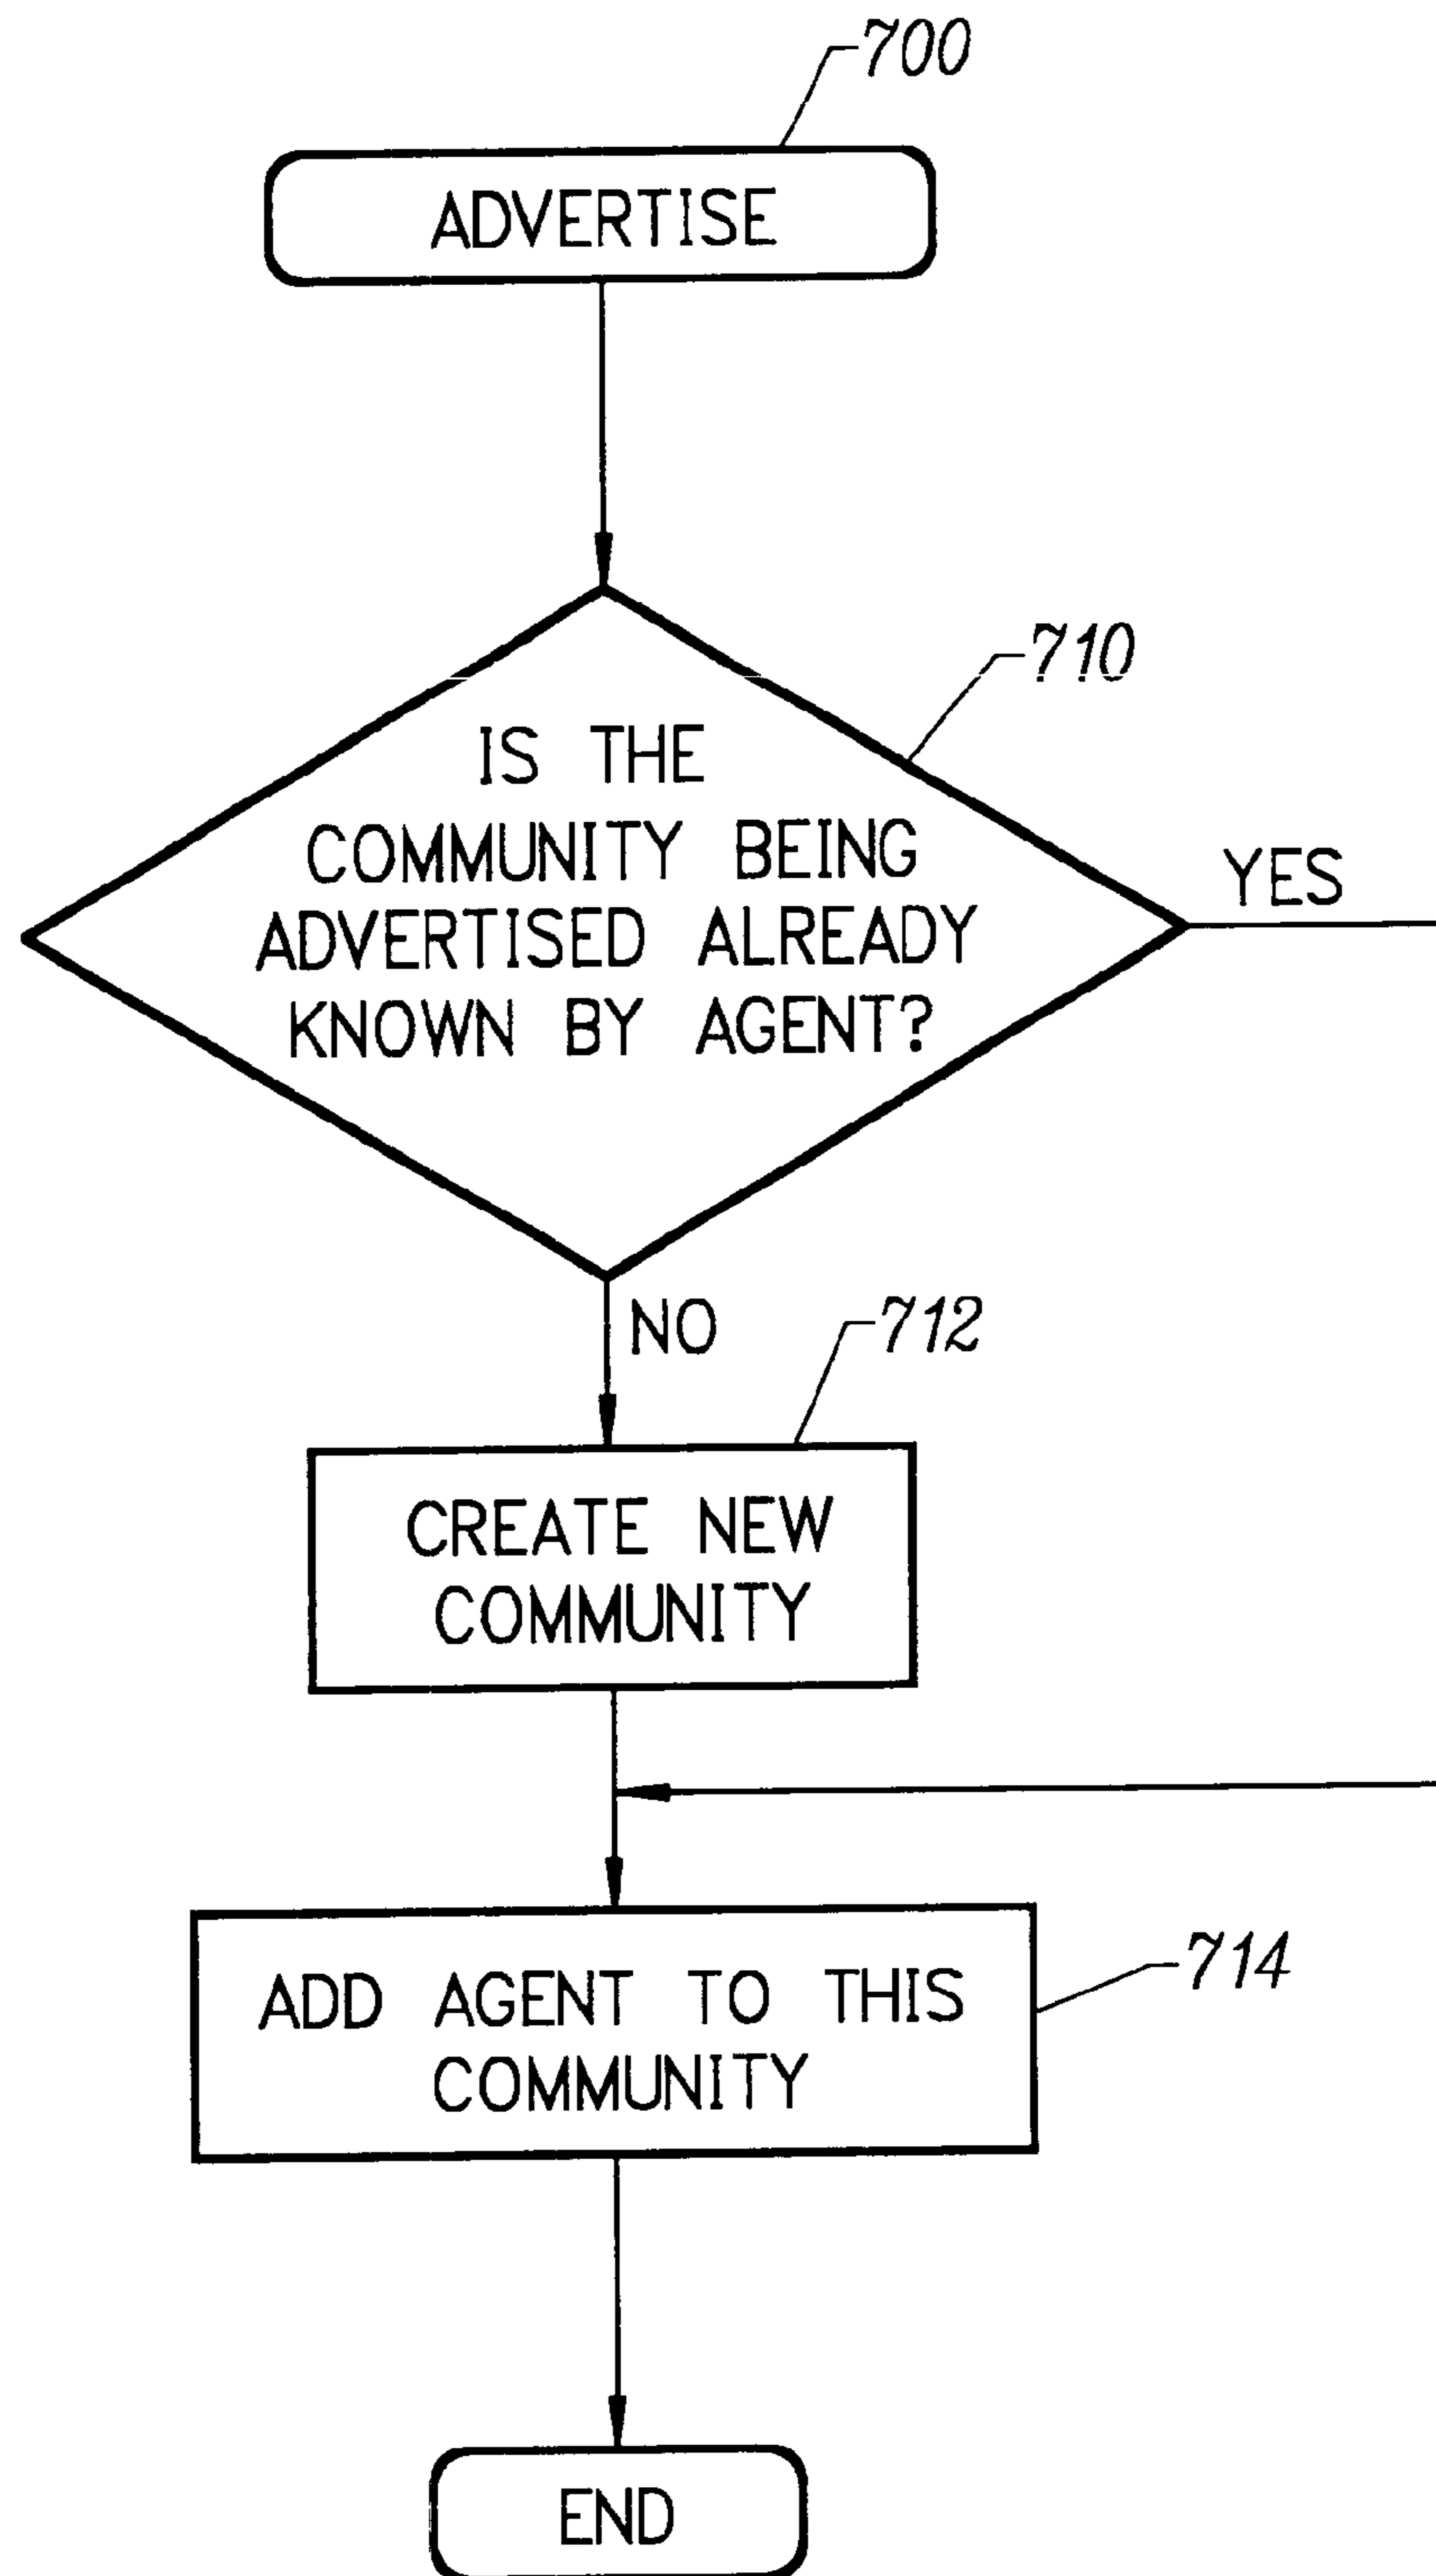 700
ADVERTISE
710
IS THE
COMMUNITY BEING
ADVERTISED ALREADY
KNOWN BY AGENT?
YES
NO
712
CREATE NEW
COMMUNITY
714
ADD AGENT TO THIS
COMMUNITY
END